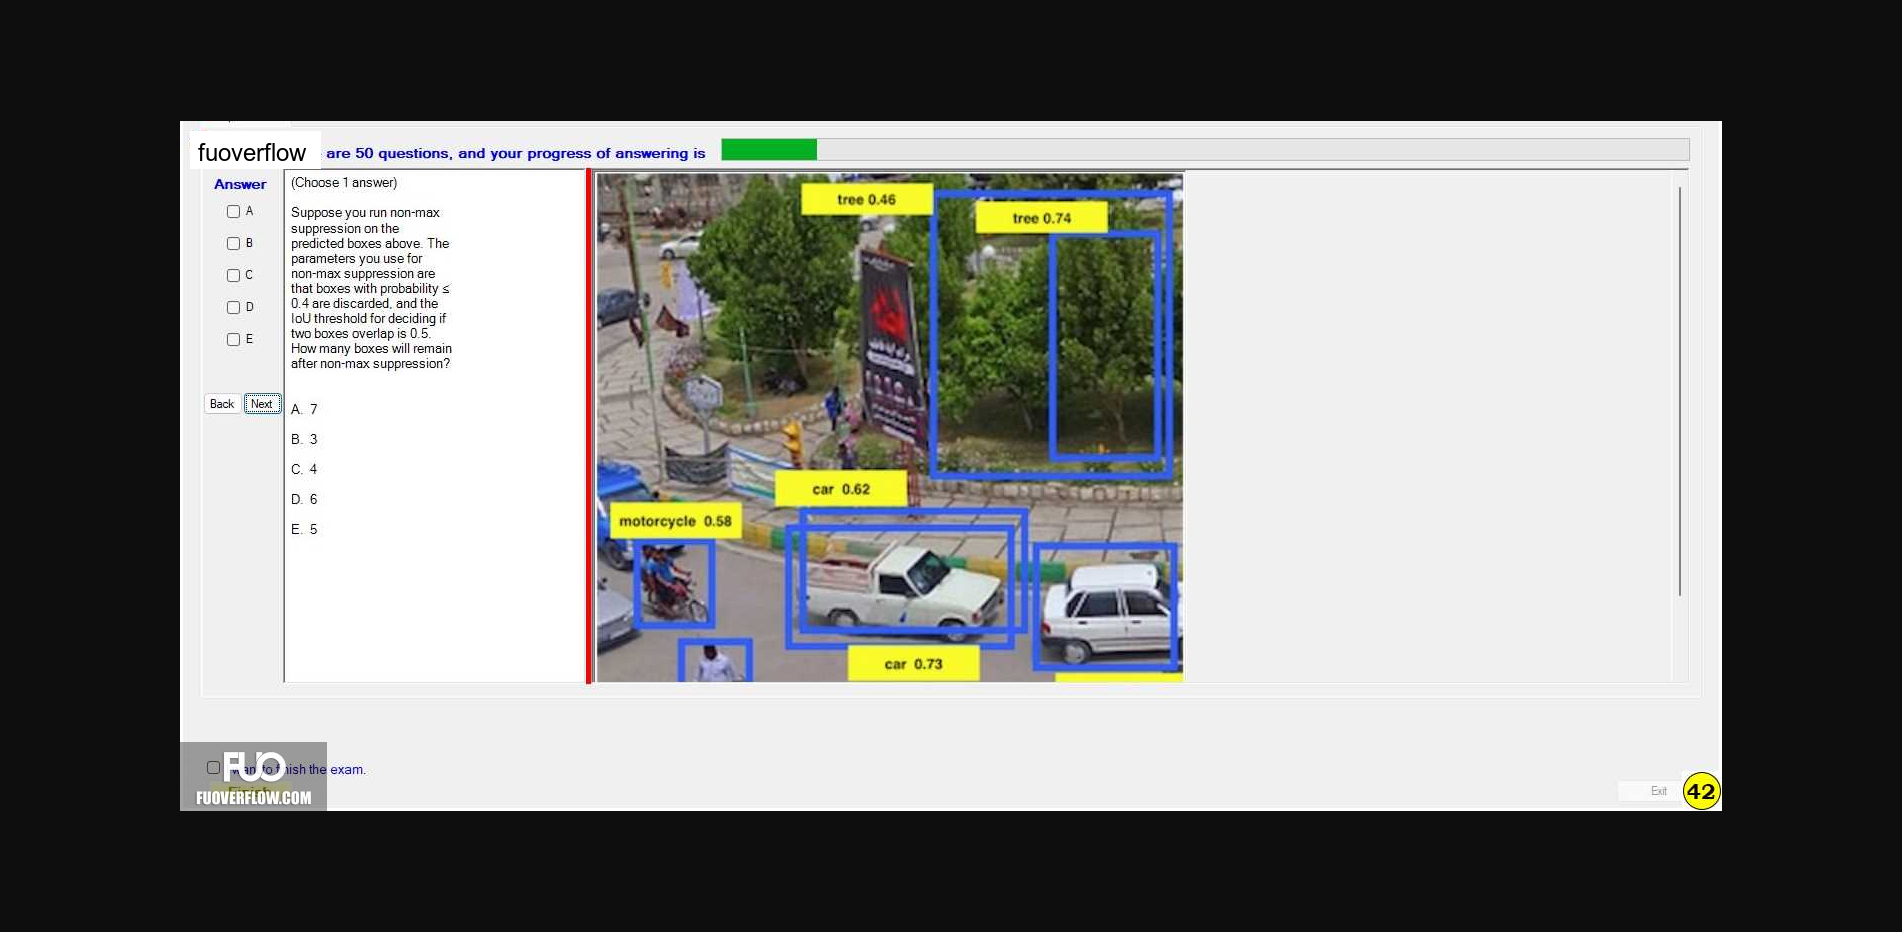 fuoverflow are 50 questions, and your progress of answering is
Answer
A
B
C
D
E
Back Next
(Choose 1 answer)
Suppose you run non-max
suppression on the
predicted boxes above. The
parameters you use for
non-max suppression are
that boxes with probability ≤
0.4 are discarded, and the
IoU threshold for deciding if
two boxes overlap is 0.5.
How many boxes will remain
after non-max suppression?
A. 7
B. 3
C. 4
D. 6
E. 5
tree 0.46
tree 0.74
car 0.62
motorcycle 0.58
car 0.73
FUO
want to finish the exam.
Finish
FUOVERFLOW.COM
Exit
42